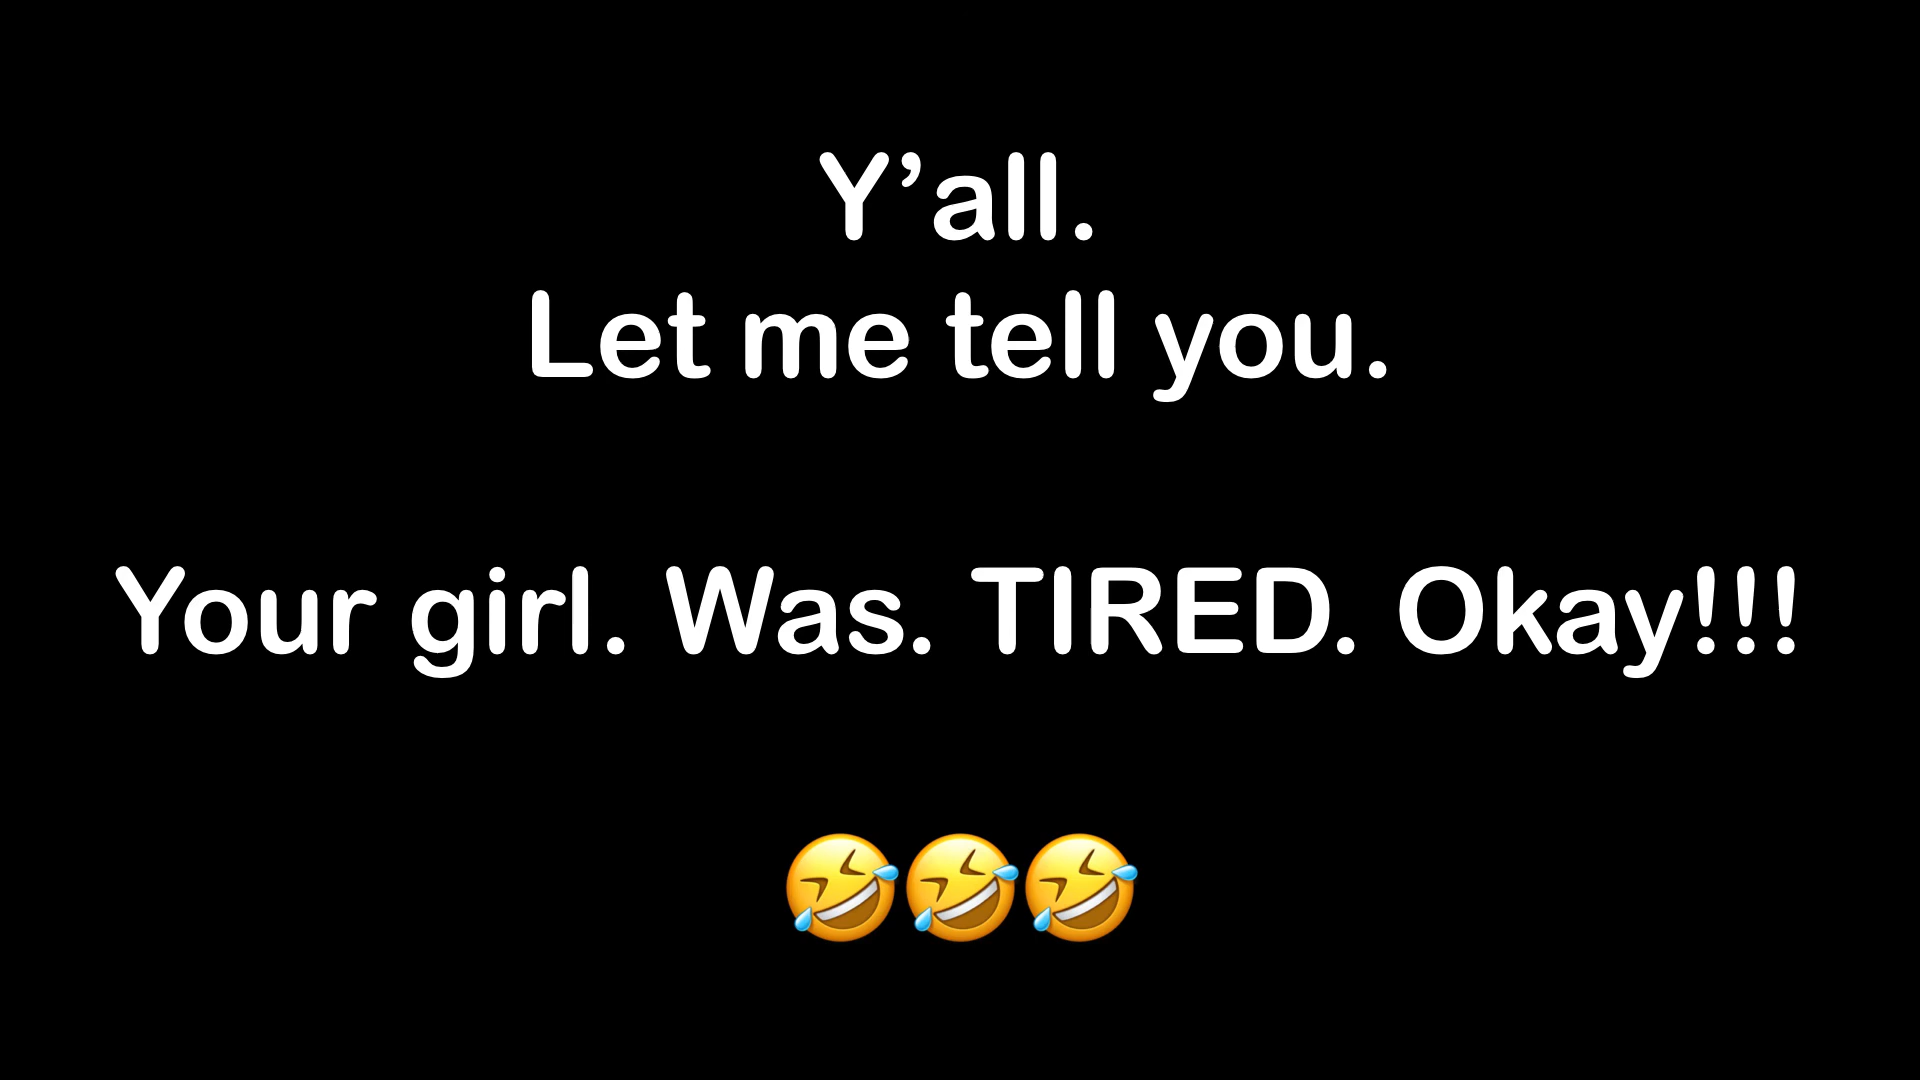 Y’all.
Let me tell you.
Your girl. Was. TIRED. Okay!!!
🤣🤣🤣